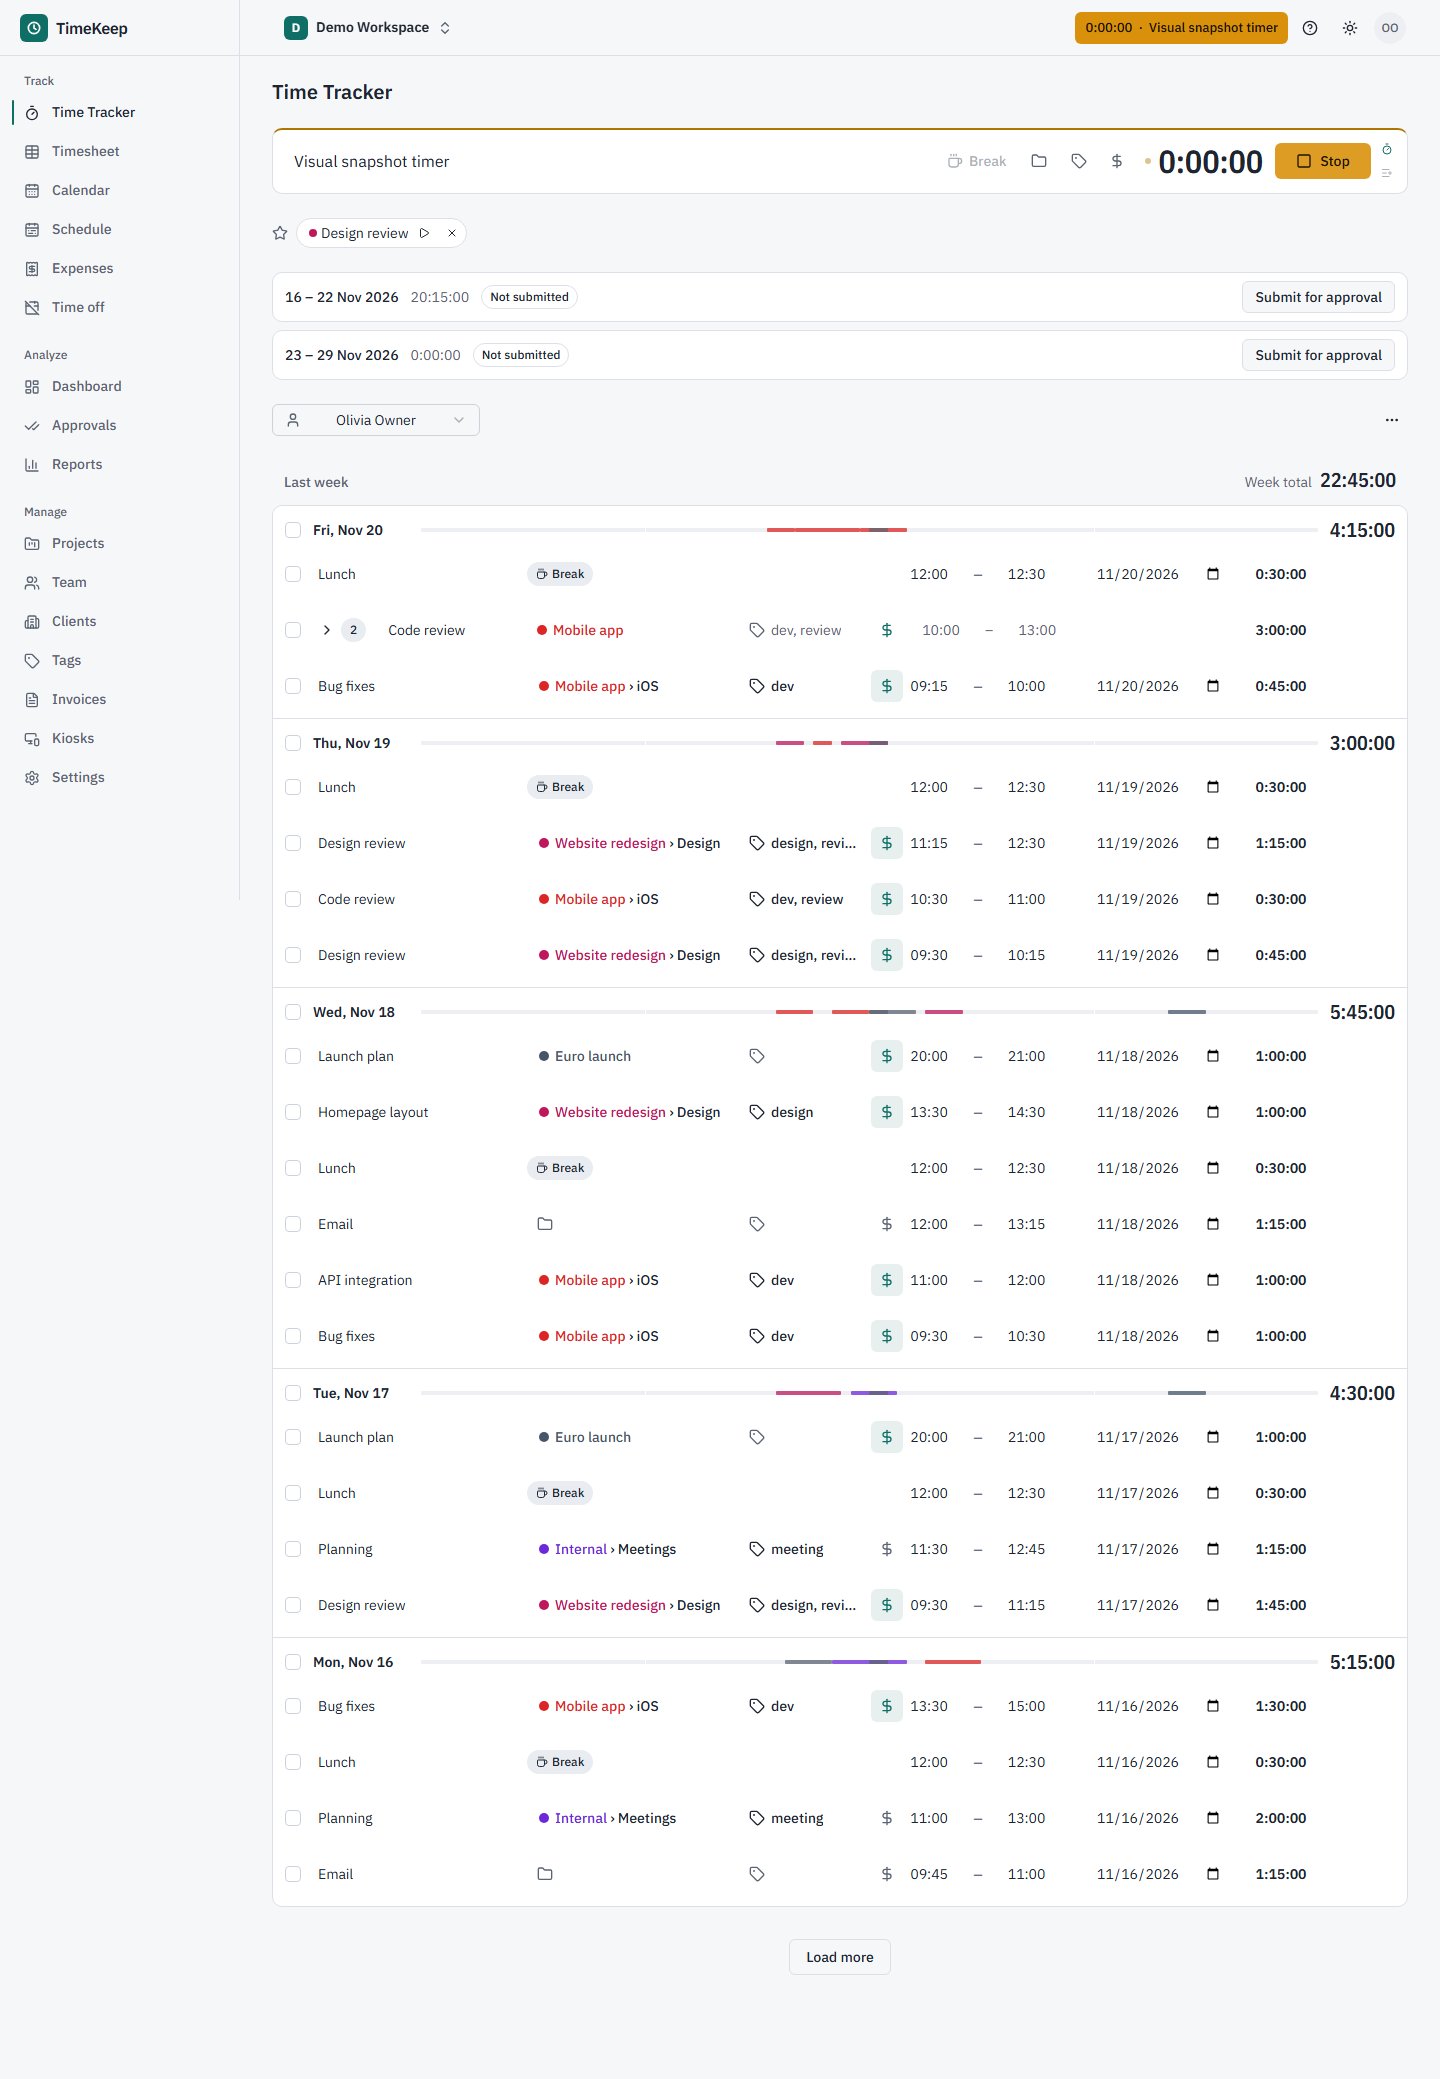 TimeKeep
D Demo Workspace
0:00:00 · Visual snapshot timer
OO
Track
Time Tracker
Timesheet
Calendar
Schedule
Expenses
Time off
Analyze
Dashboard
Approvals
Reports
Manage
Projects
Team
Clients
Tags
Invoices
Kiosks
Settings
Time Tracker
Visual snapshot timer Break $ 0:00:00 Stop
Design review
16 – 22 Nov 2026 20:15:00 Not submitted Submit for approval
23 – 29 Nov 2026 0:00:00 Not submitted Submit for approval
Olivia Owner
Last week Week total 22:45:00
Fri, Nov 20 4:15:00
Lunch Break 12:00 – 12:30 11/20/2026 0:30:00
2 Code review Mobile app dev, review $ 10:00 – 13:00 3:00:00
Bug fixes Mobile app › iOS dev $ 09:15 – 10:00 11/20/2026 0:45:00
Thu, Nov 19 3:00:00
Lunch Break 12:00 – 12:30 11/19/2026 0:30:00
Design review Website redesign › Design design, revi... $ 11:15 – 12:30 11/19/2026 1:15:00
Code review Mobile app › iOS dev, review $ 10:30 – 11:00 11/19/2026 0:30:00
Design review Website redesign › Design design, revi... $ 09:30 – 10:15 11/19/2026 0:45:00
Wed, Nov 18 5:45:00
Launch plan Euro launch $ 20:00 – 21:00 11/18/2026 1:00:00
Homepage layout Website redesign › Design design $ 13:30 – 14:30 11/18/2026 1:00:00
Lunch Break 12:00 – 12:30 11/18/2026 0:30:00
Email $ 12:00 – 13:15 11/18/2026 1:15:00
API integration Mobile app › iOS dev $ 11:00 – 12:00 11/18/2026 1:00:00
Bug fixes Mobile app › iOS dev $ 09:30 – 10:30 11/18/2026 1:00:00
Tue, Nov 17 4:30:00
Launch plan Euro launch $ 20:00 – 21:00 11/17/2026 1:00:00
Lunch Break 12:00 – 12:30 11/17/2026 0:30:00
Planning Internal › Meetings meeting $ 11:30 – 12:45 11/17/2026 1:15:00
Design review Website redesign › Design design, revi... $ 09:30 – 11:15 11/17/2026 1:45:00
Mon, Nov 16 5:15:00
Bug fixes Mobile app › iOS dev $ 13:30 – 15:00 11/16/2026 1:30:00
Lunch Break 12:00 – 12:30 11/16/2026 0:30:00
Planning Internal › Meetings meeting $ 11:00 – 13:00 11/16/2026 2:00:00
Email $ 09:45 – 11:00 11/16/2026 1:15:00
Load more